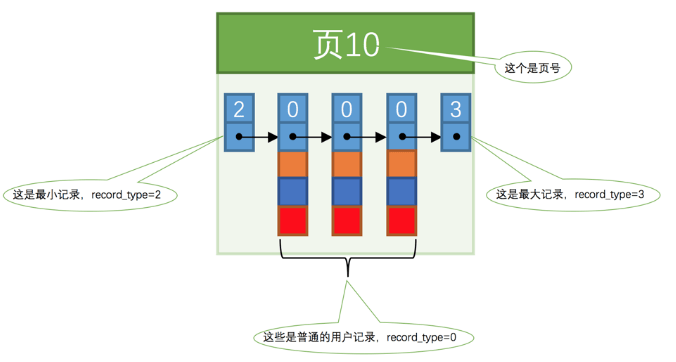 页10
这个是页号
2 0 0 0 3
这是最小记录，record_type=2
这是最大记录，record_type=3
这些是普通的用户记录，record_type=0